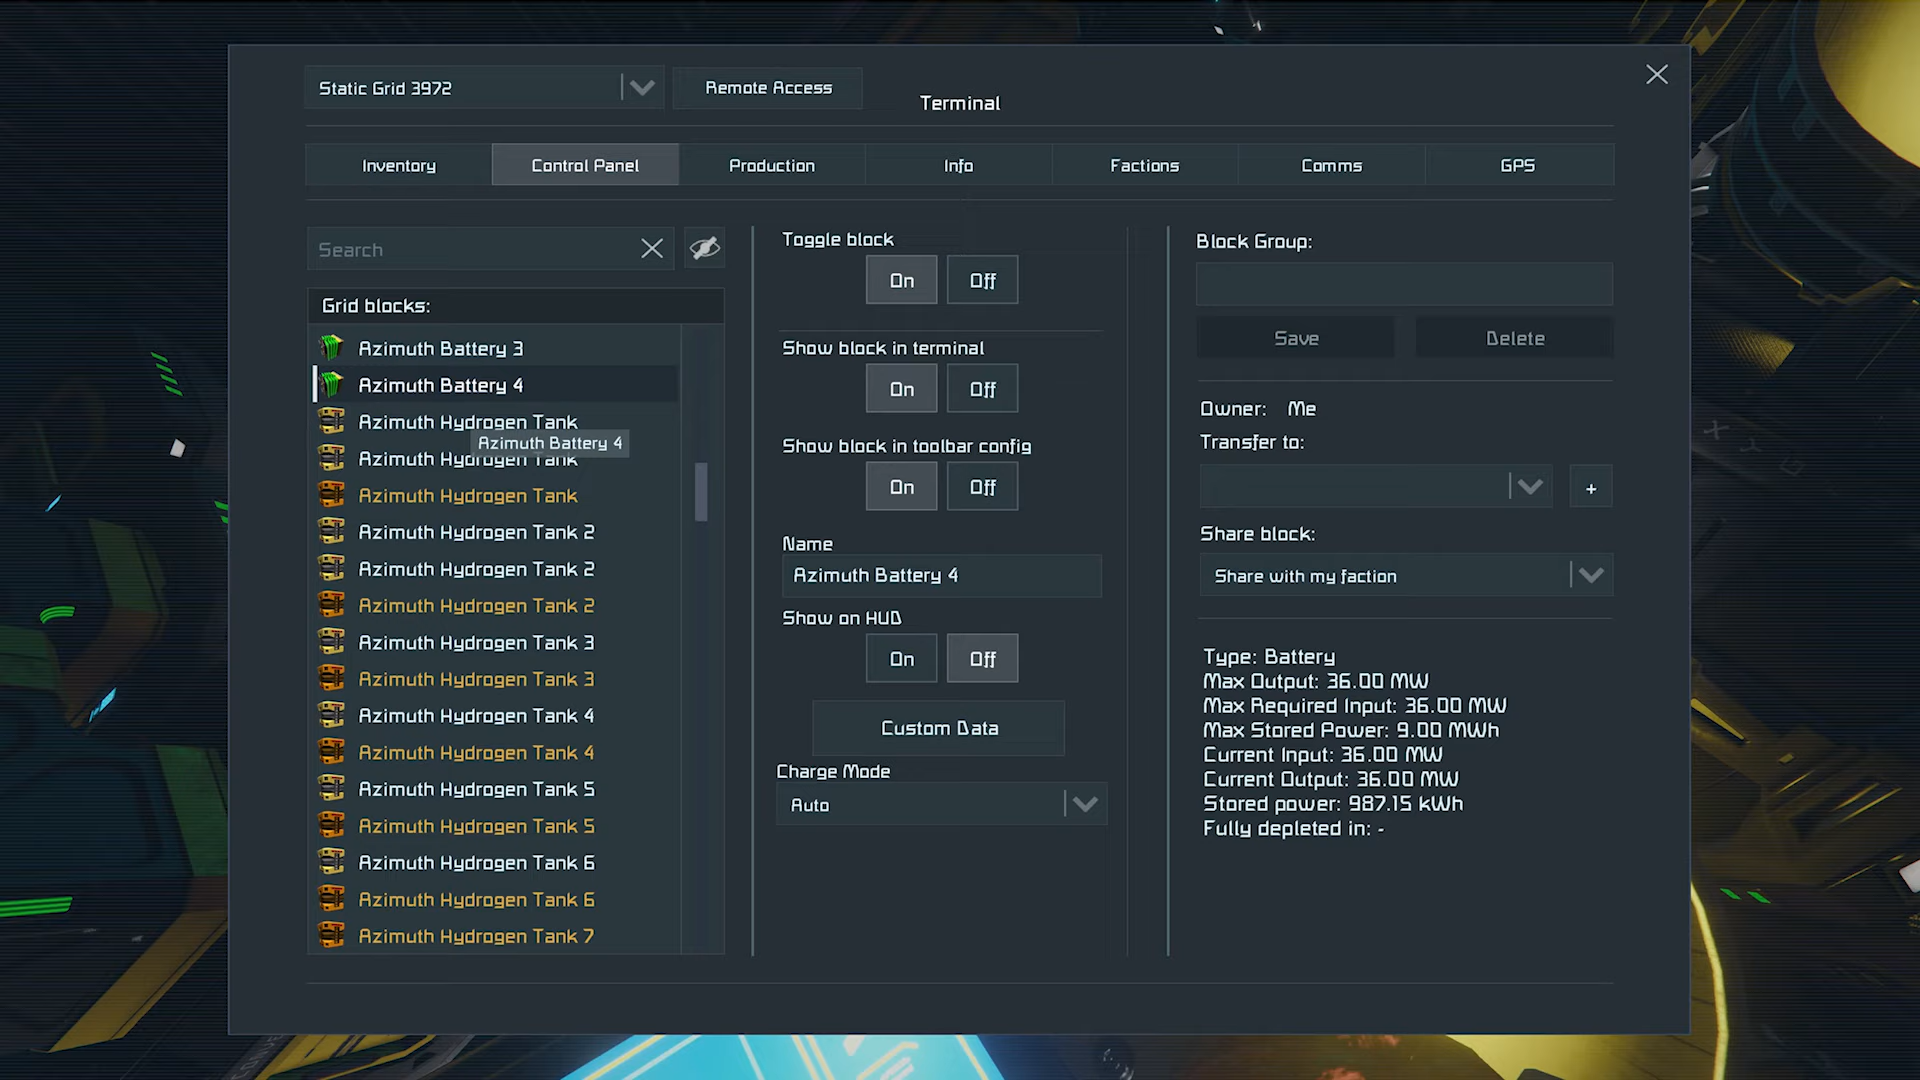 Static Grid 3972
Remote Access
Terminal
Inventory
Control Panel
Production
Info
Factions
Comms
GPS
Search
Grid blocks:
Azimuth Battery 3
Azimuth Battery 4
Azimuth Hydrogen Tank
Azimuth Battery 4
Azimuth Hydrogen Tank
Azimuth Hydrogen Tank
Azimuth Hydrogen Tank 2
Azimuth Hydrogen Tank 2
Azimuth Hydrogen Tank 2
Azimuth Hydrogen Tank 3
Azimuth Hydrogen Tank 3
Azimuth Hydrogen Tank 4
Azimuth Hydrogen Tank 4
Azimuth Hydrogen Tank 5
Azimuth Hydrogen Tank 5
Azimuth Hydrogen Tank 6
Azimuth Hydrogen Tank 6
Azimuth Hydrogen Tank 7
Toggle block
On
Off
Show block in terminal
On
Off
Show block in toolbar config
On
Off
Name
Azimuth Battery 4
Show on HUD
On
Off
Custom Data
Charge Mode
Auto
Block Group:
Save
Delete
Owner: Me
Transfer to:
+
Share block:
Share with my faction
Type: Battery
Max Output: 36.00 MW
Max Required Input: 36.00 MW
Max Stored Power: 9.00 MWh
Current Input: 36.00 MW
Current Output: 36.00 MW
Stored power: 987.15 kWh
Fully depleted in: -